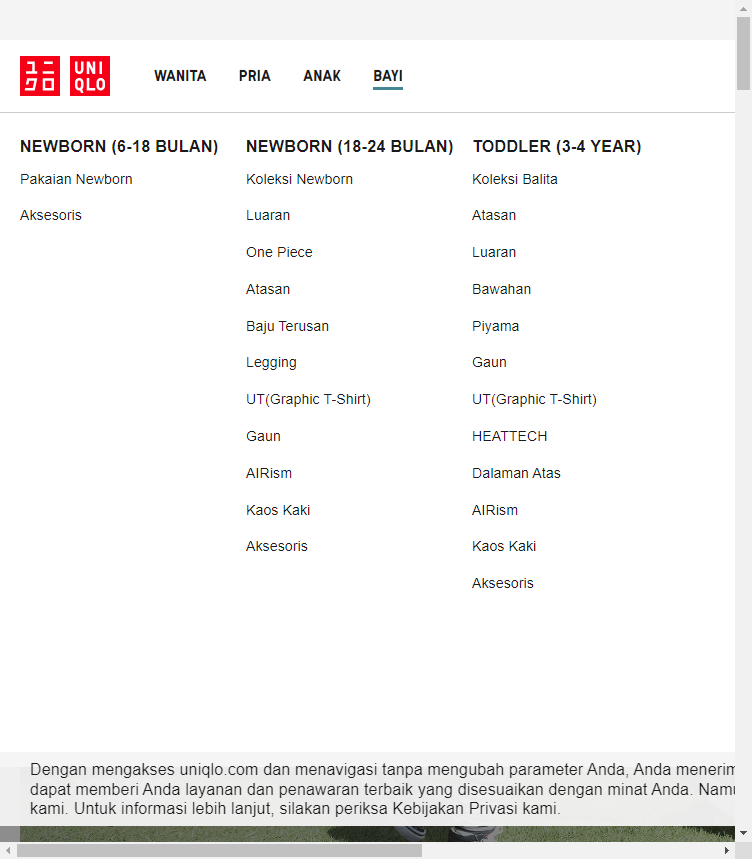 ユニ UNI
クロ QLO
WANITA PRIA ANAK BAYI
NEWBORN (6-18 BULAN)
Pakaian Newborn
Aksesoris
NEWBORN (18-24 BULAN)
Koleksi Newborn
Luaran
One Piece
Atasan
Baju Terusan
Legging
UT(Graphic T-Shirt)
Gaun
AIRism
Kaos Kaki
Aksesoris
TODDLER (3-4 YEAR)
Koleksi Balita
Atasan
Luaran
Bawahan
Piyama
Gaun
UT(Graphic T-Shirt)
HEATTECH
Dalaman Atas
AIRism
Kaos Kaki
Aksesoris
Dengan mengakses uniqlo.com dan menavigasi tanpa mengubah parameter Anda, Anda menerim
dapat memberi Anda layanan dan penawaran terbaik yang disesuaikan dengan minat Anda. Namu
kami. Untuk informasi lebih lanjut, silakan periksa Kebijakan Privasi kami.